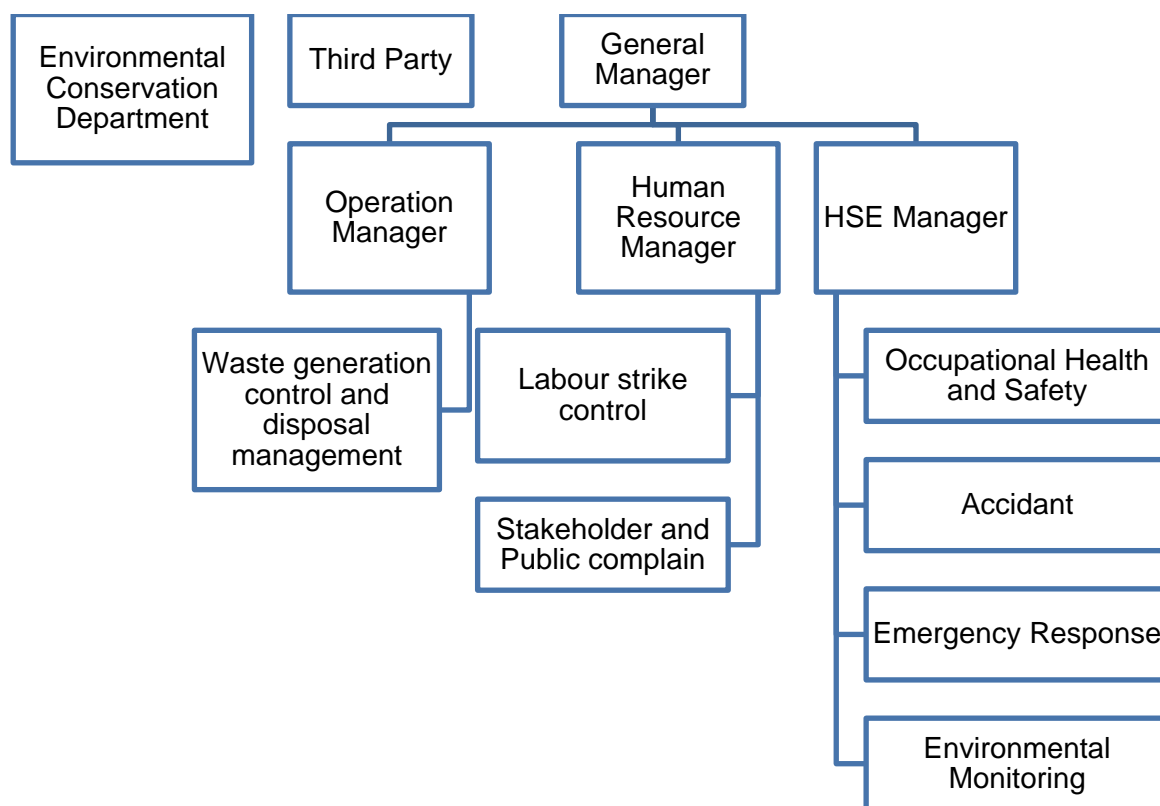 Environmental
Conservation
Department
Third Party
General
Manager
Operation
Manager
Human
Resource
Manager
HSE Manager
Waste generation
control and
disposal
management
Labour strike
control
Stakeholder and
Public complain
Occupational Health
and Safety
Accidant
Emergency Response
Environmental
Monitoring